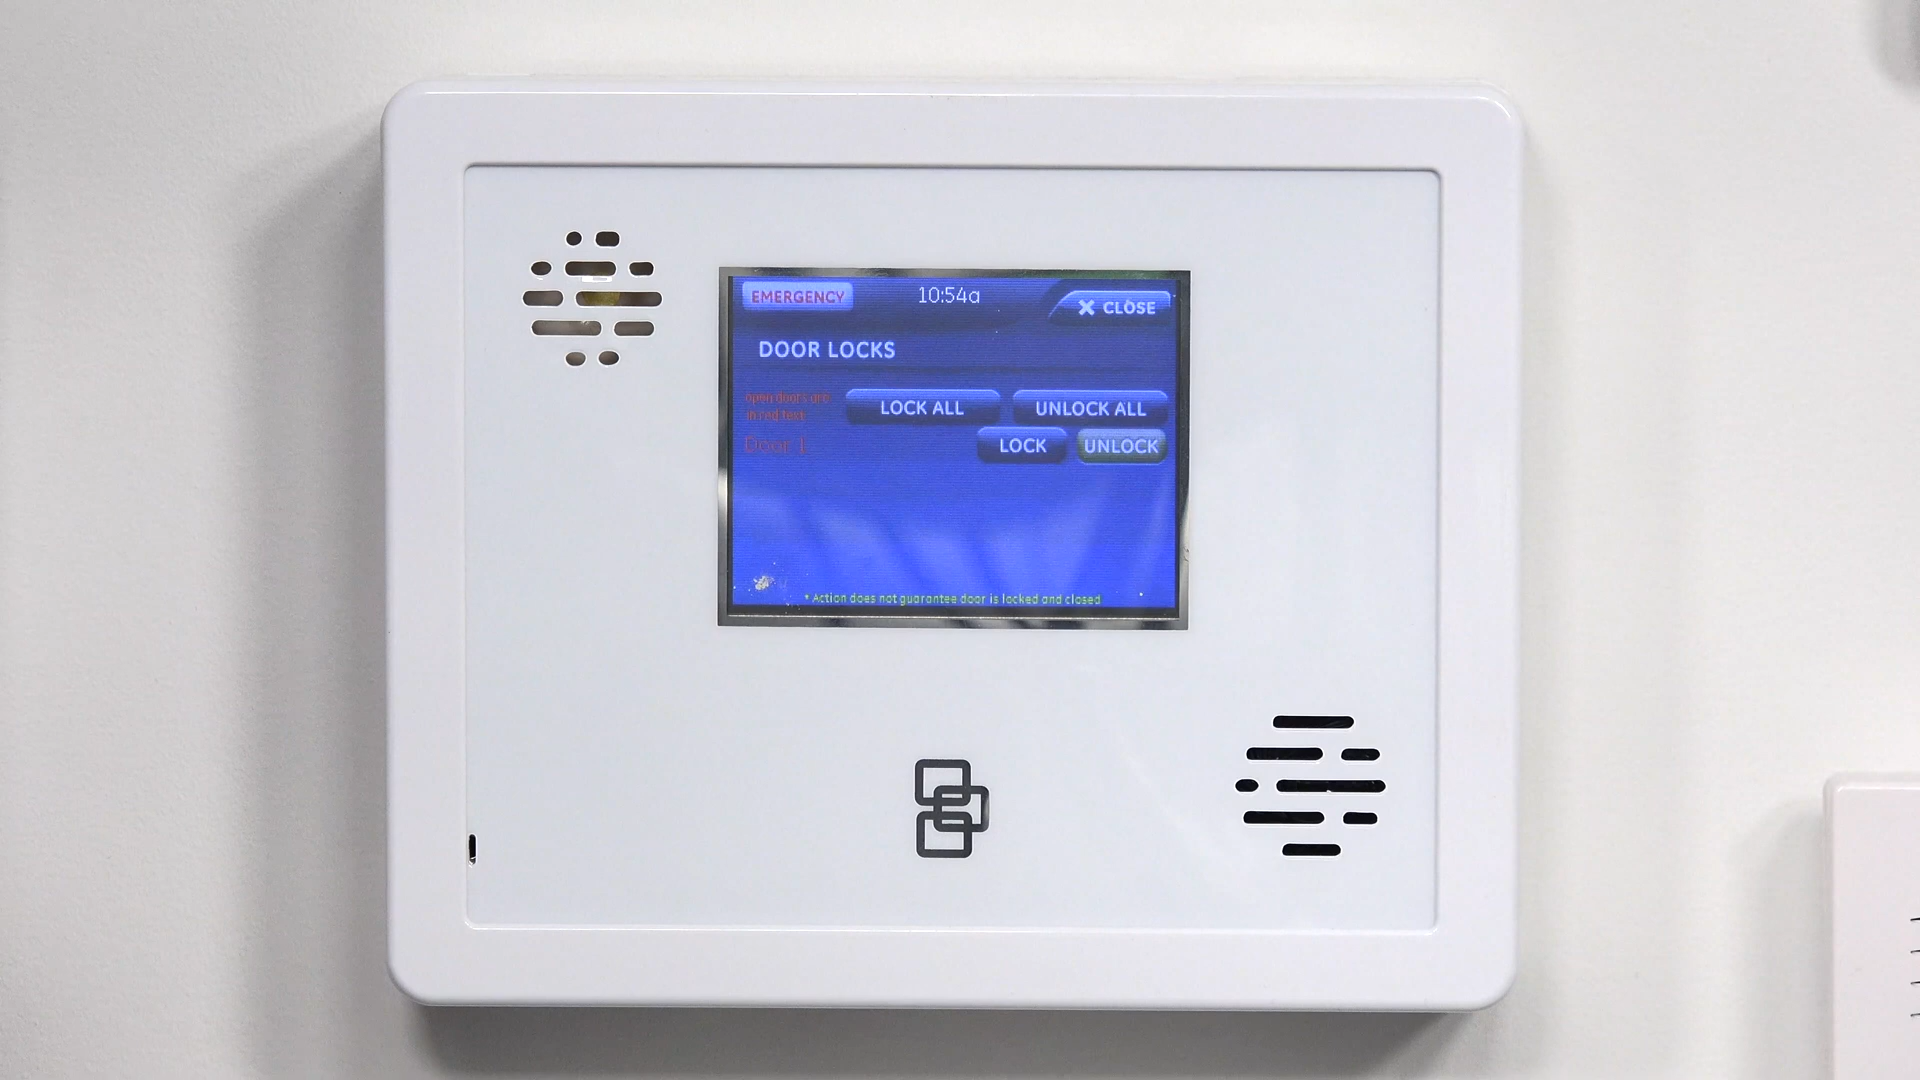 EMERGENCY 10:54a X CLOSE
DOOR LOCKS
open doors are
in red text
LOCK ALL UNLOCK ALL
Door 1 LOCK UNLOCK
* Action does not guarantee door is locked and closed